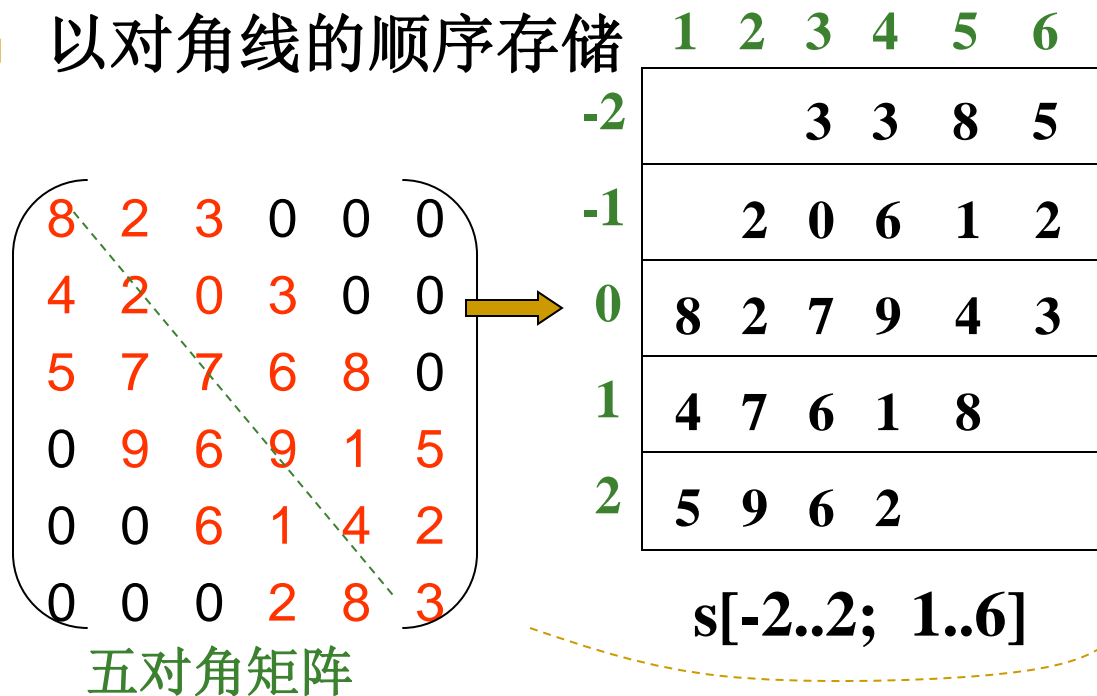 以对角线的顺序存储
8 2 3 0 0 0
4 2 0 3 0 0
5 7 7 6 8 0
0 9 6 9 1 5
0 0 6 1 4 2
0 0 0 2 8 3
五对角矩阵
1 2 3 4 5 6
-2 3 3 8 5
-1 2 0 6 1 2
0 8 2 7 9 4 3
1 4 7 6 1 8
2 5 9 6 2
s[-2..2; 1..6]